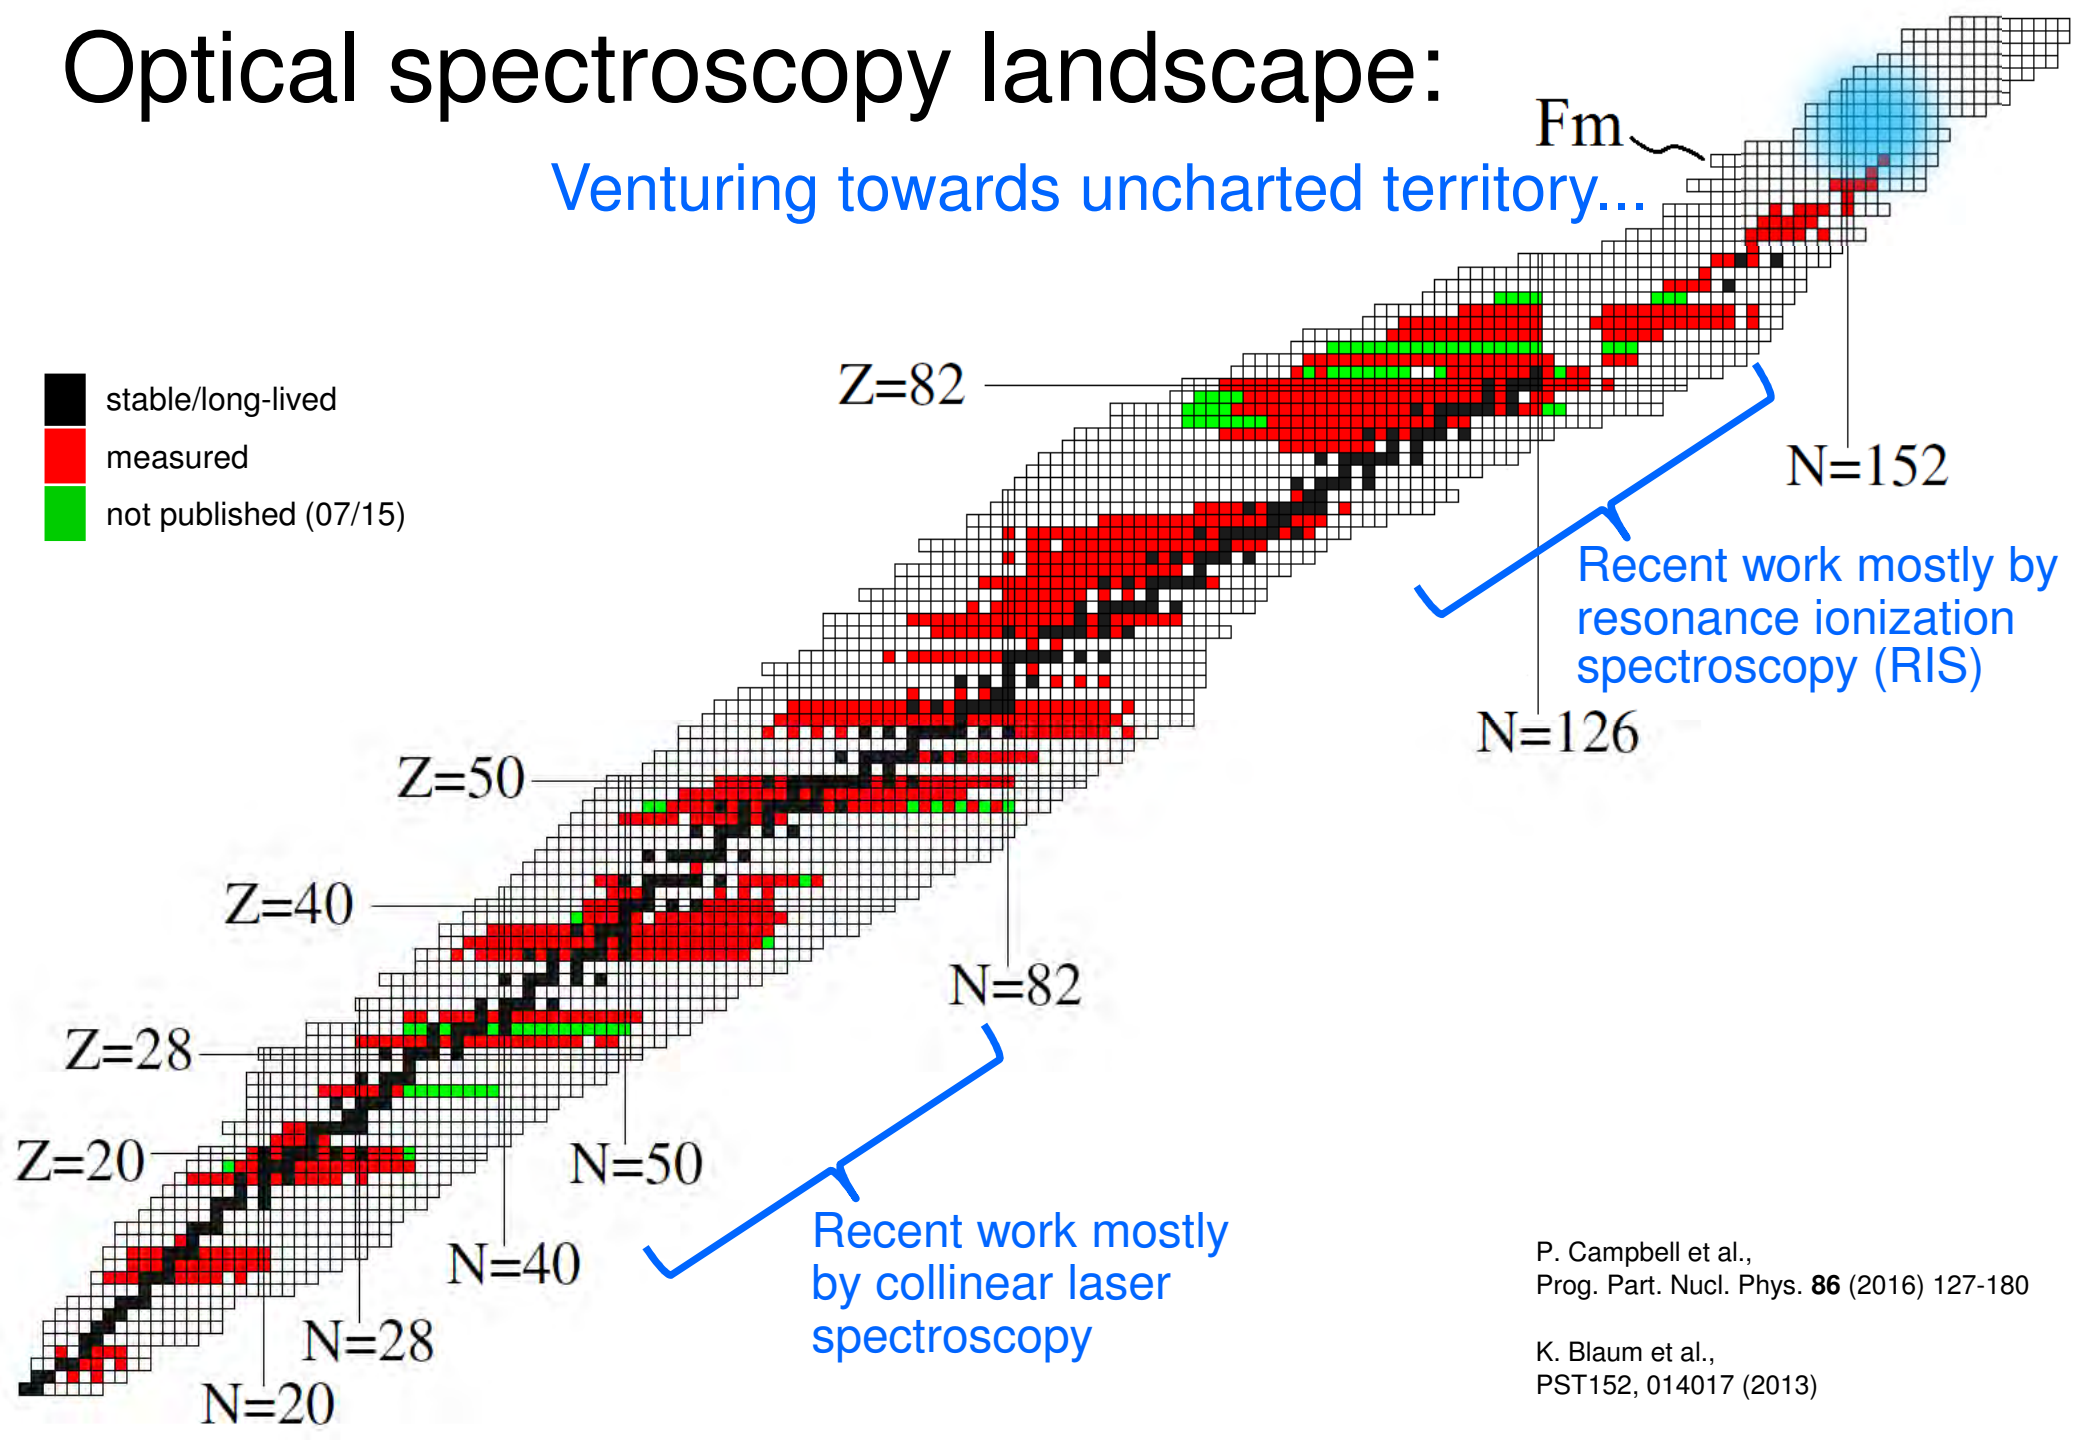 Optical spectroscopy landscape:
Venturing towards uncharted territory...
Fm
stable/long-lived
measured
not published (07/15)
Z=82
N=152
Recent work mostly by
resonance ionization
spectroscopy (RIS)
N=126
Z=50
Z=40
N=82
Z=28
Z=20
N=50
N=40
N=28
N=20
Recent work mostly
by collinear laser
spectroscopy
P. Campbell et al.,
Prog. Part. Nucl. Phys. 86 (2016) 127-180
K. Blaum et al.,
PST152, 014017 (2013)